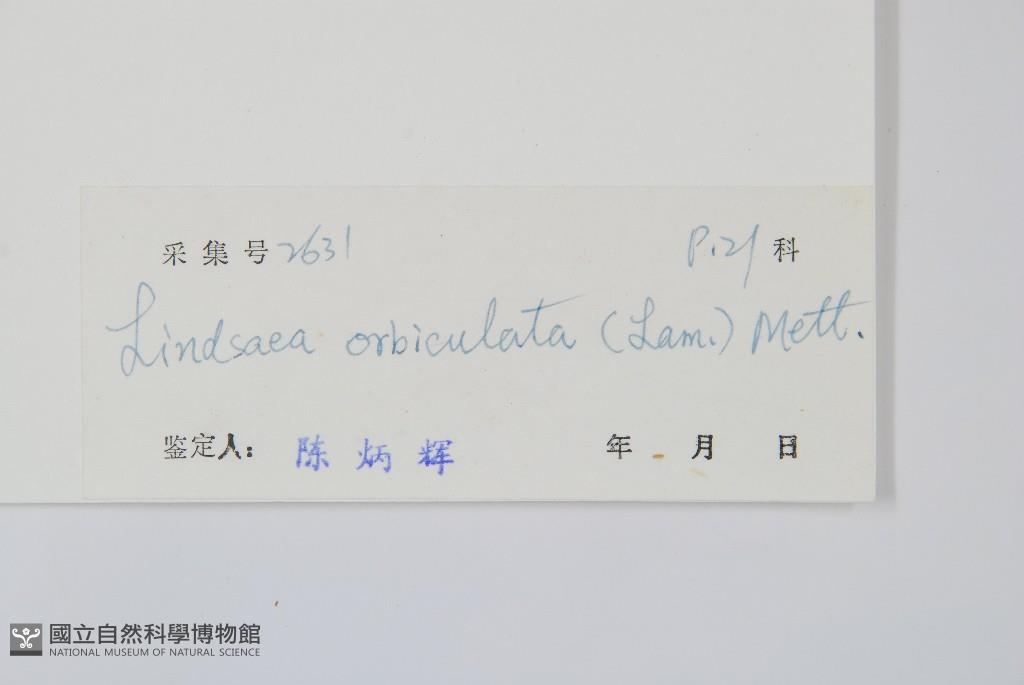 采集号 2631 P.21 科
Lindsaea orbiculata (Lam.) Mett.
鉴定人: 陈炳辉 年 月 日
國立自然科學博物館
NATIONAL MUSEUM OF NATURAL SCIENCE